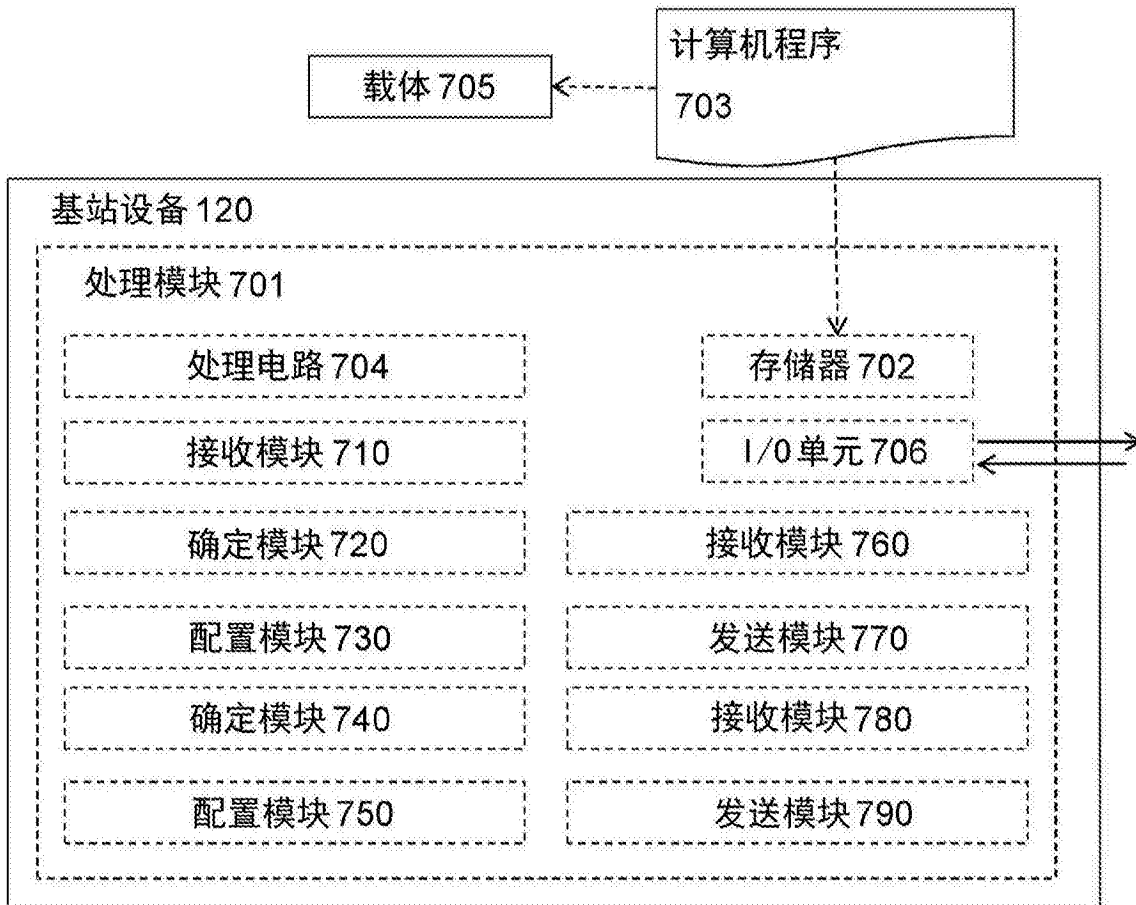 计算机程序
703
载体 705
基站设备 120
处理模块 701
处理电路 704
存储器 702
接收模块 710
I/O 单元 706
确定模块 720
接收模块 760
配置模块 730
发送模块 770
确定模块 740
接收模块 780
配置模块 750
发送模块 790